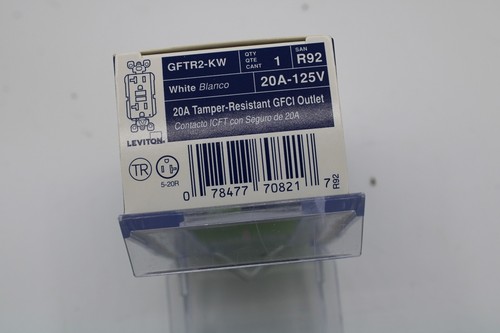 GFTR2-KW
QTY
QTE
CANT
1
SAN
R92
White Blanco
20A-125V
20A Tamper-Resistant GFCI Outlet
Contacto ICFT con Seguro de 20A
LEVITON
TR
5-20R
0 78477 70821 7
R92